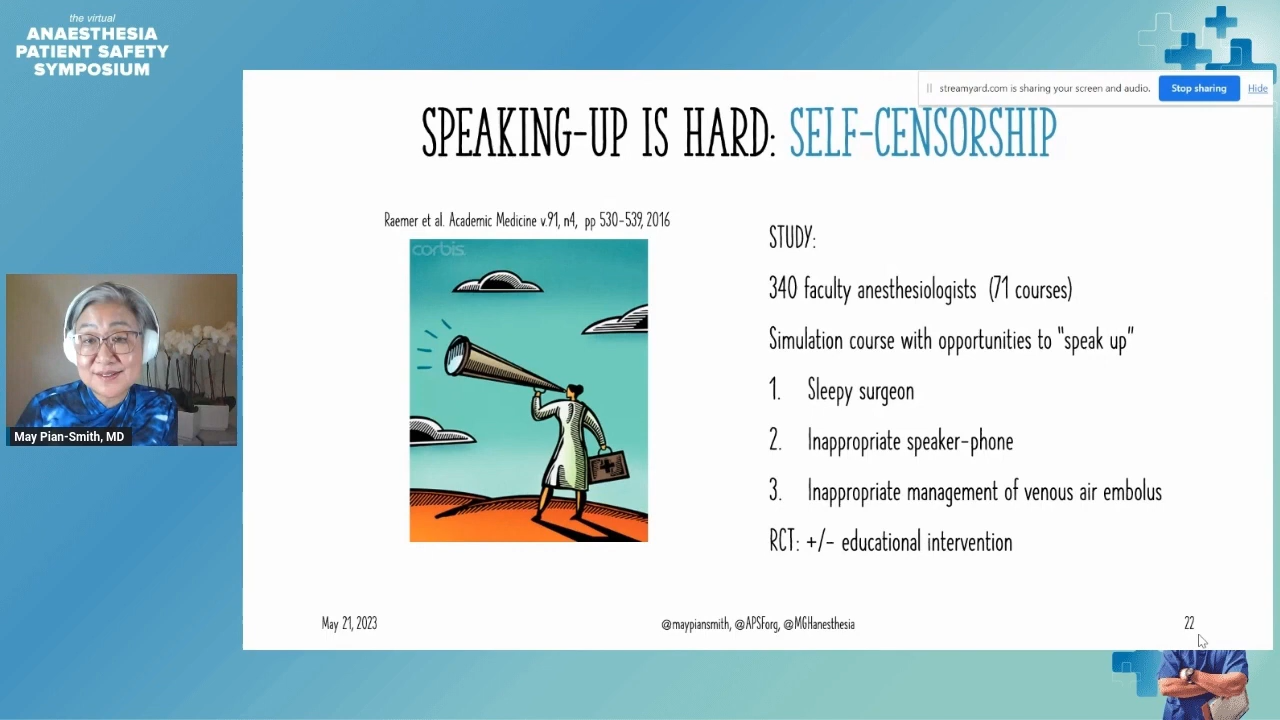 the virtual
ANAESTHESIA
PATIENT SAFETY
SYMPOSIUM
streamyard.com is sharing your screen and audio.
Stop sharing
Hide
SPEAKING-UP IS HARD: SELF-CENSORSHIP
Raemer et al. Academic Medicine v.91, n4, pp 530-539, 2016
corbis
STUDY:
340 faculty anesthesiologists (71 courses)
Simulation course with opportunities to "speak up"
1. Sleepy surgeon
2. Inappropriate speaker-phone
3. Inappropriate management of venous air embolus
RCT: +/- educational intervention
May Pian-Smith, MD
May 21, 2023
@maypiansmith, @APSForg, @MGHanesthesia
22